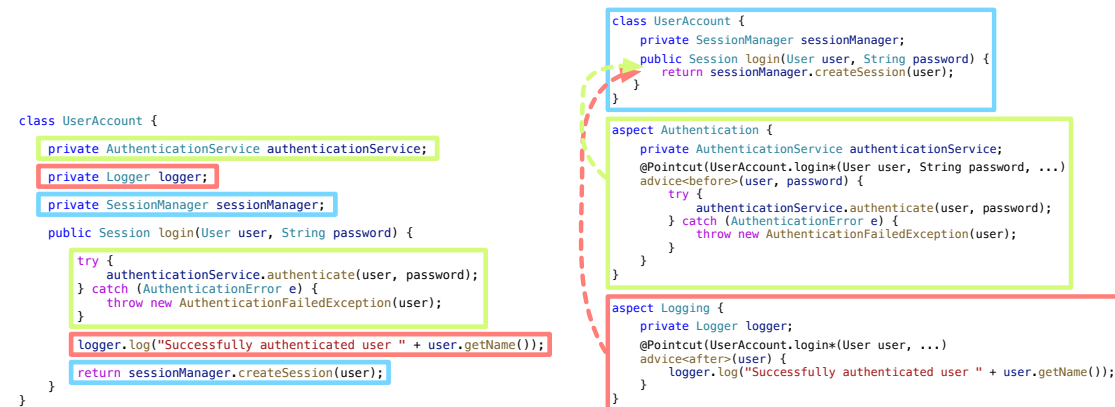 class UserAccount {
private AuthenticationService authenticationService;
private Logger logger;
private SessionManager sessionManager;
public Session login(User user, String password) {
try {
authenticationService.authenticate(user, password);
} catch (AuthenticationError e) {
throw new AuthenticationFailedException(user);
}
logger.log("Successfully authenticated user " + user.getName());
return sessionManager.createSession(user);
}
}
class UserAccount {
private SessionManager sessionManager;
public Session login(User user, String password) {
return sessionManager.createSession(user);
}
}
aspect Authentication {
private AuthenticationService authenticationService;
@Pointcut(UserAccount.login*(User user, String password, ...)
advice<before>(user, password) {
try {
authenticationService.authenticate(user, password);
} catch (AuthenticationError e) {
throw new AuthenticationFailedException(user);
}
}
}
aspect Logging {
private Logger logger;
@Pointcut(UserAccount.login*(User user, ...)
advice<after>(user) {
logger.log("Successfully authenticated user " + user.getName());
}
}